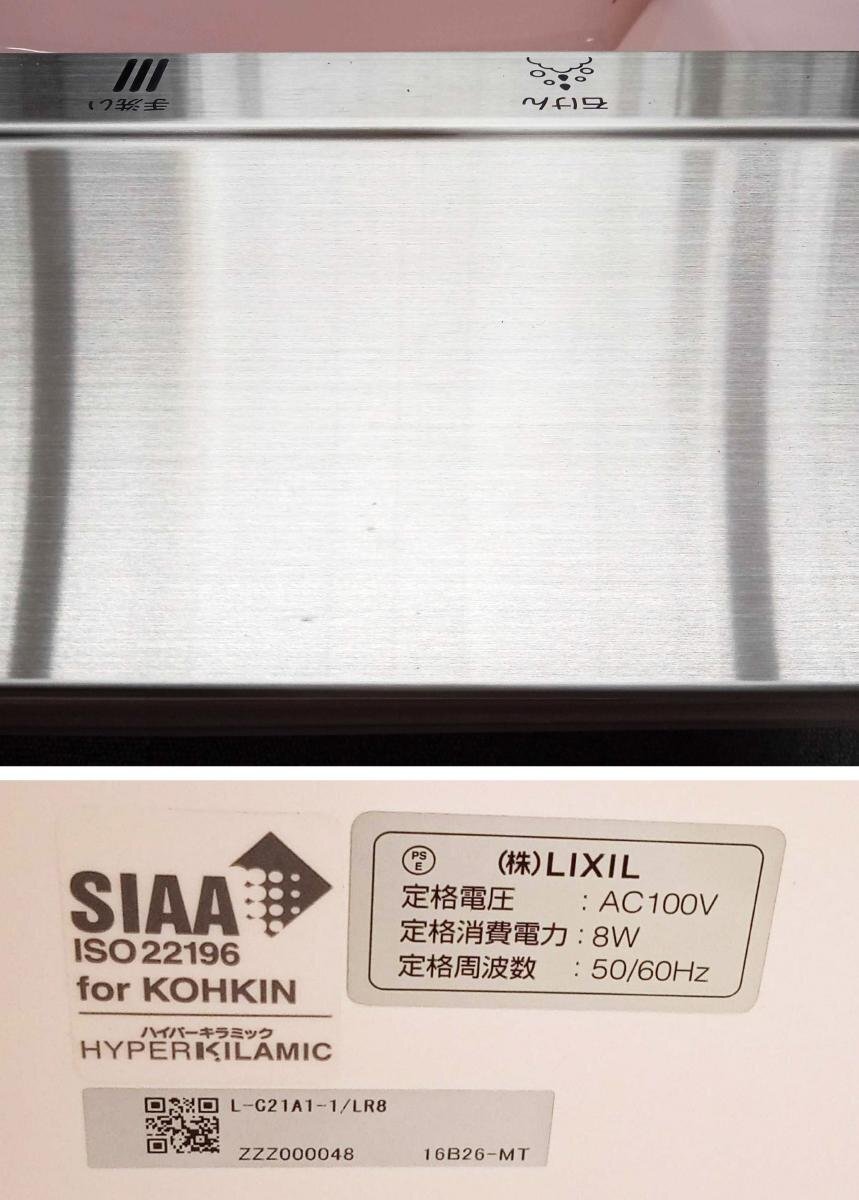 手洗い
石けん
SIAA
ISO 22196
for KOHKIN
ハイパーキラミック
HYPERKILAMIC
PS
E
(株)LIXIL
定格電圧 : AC100V
定格消費電力 : 8W
定格周波数 : 50/60Hz
L-C21A1-1/LR8
ZZZ000048 16B26-MT